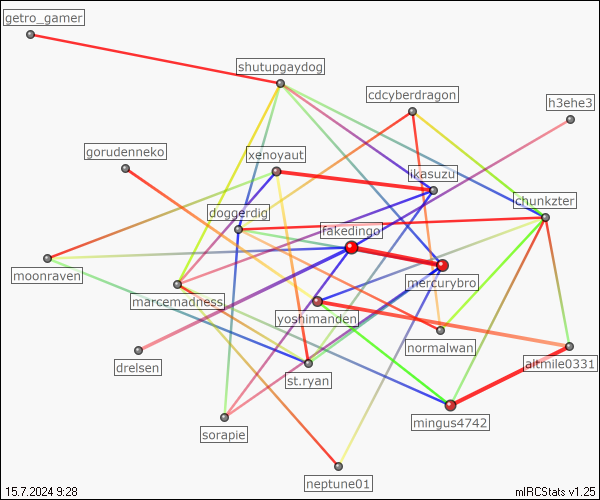 getro_gamer
shutupgaydog
cdcyberdragon
h3ehe3
gorudenneko
xenoyaut
ikasuzu
chunkzter
doggerdig
fakedingo
moonraven
mercurybro
marcemadness
yoshimanden
normalwan
altmile0331
drelsen
st.ryan
mingus4742
sorapie
neptune01
15.7.2024 9:28
mIRCStats v1.25